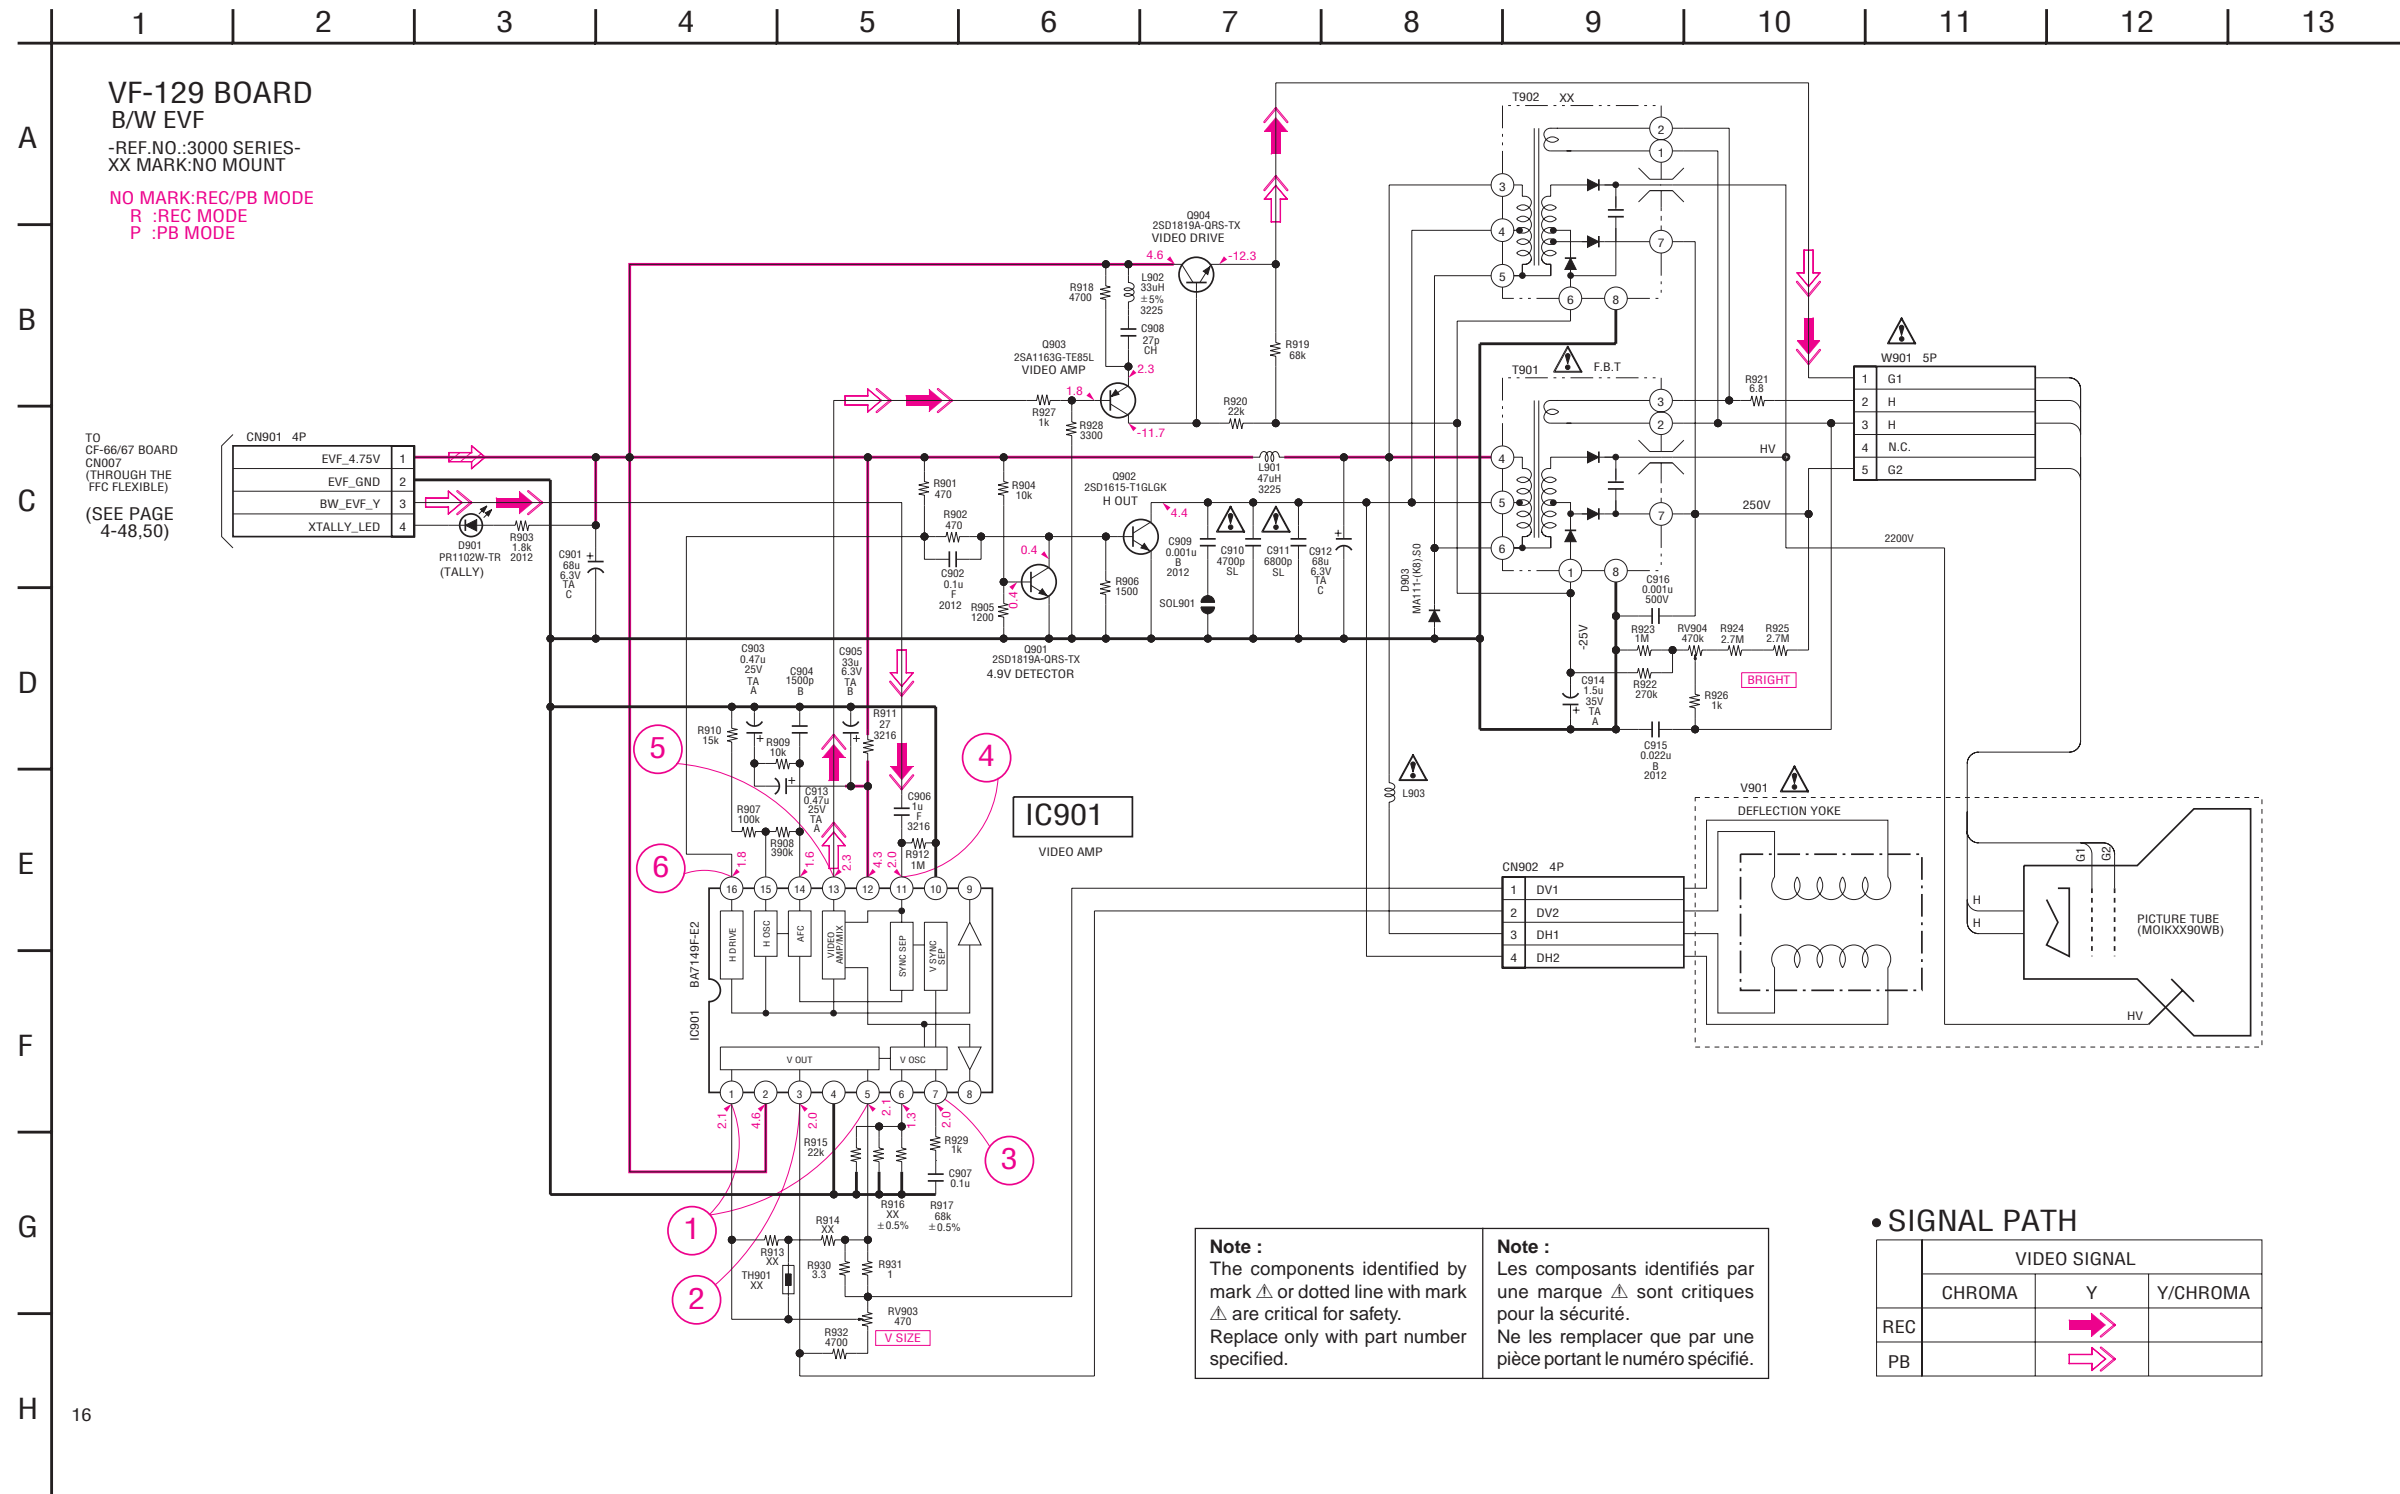 1 2 3 4 5 6 7 8 9 10 11 12 13
A
B
C
D
E
F
G
H
VF-129 BOARD
B/W EVF
-REF.NO.:3000 SERIES-
XX MARK:NO MOUNT
NO MARK:REC/PB MODE
R :REC MODE
P :PB MODE
TO
CF-66/67 BOARD
CN007
(THROUGH THE
FFC FLEXIBLE)
(SEE PAGE
4-48,50)
CN901 4P
EVF_4.75V 1
EVF_GND 2
BW_EVF_Y 3
XTALLY_LED 4
D901
PR1102W-TR
(TALLY)
R903
1.8k
2012
C901
68u
6.3V
TA
C
+
Q904
2SD1819A-QRS-TX
VIDEO DRIVE
4.6
-12.3
R918
4700
L902
33uH
±5%
3225
C908
27p
CH
Q903
2SA1163G-TE85L
VIDEO AMP
2.3
1.8
-11.7
R927
1k
R928
3300
R919
68k
R920
22k
R901
470
R902
470
C902
0.1u
F
2012
R904
10k
R905
1200
0.4
0.4
Q901
2SD1819A-QRS-TX
4.9V DETECTOR
Q902
2SD1615-T1GLGK
H OUT
4.4
R906
1500
L901
47uH
3225
C909
0.001u
B
2012
SOL901
C910
4700p
SL
C911
6800p
SL
C912
68u
6.3V
TA
C
+
D903
MA111-(K8).S0
T902 XX
2
1
3
4
5
7
6
8
T901
F.B.T
3
2
4
5
6
7
1
8
HV
250V
2200V
-25V
R921
6.8
W901 5P
1 G1
2 H
3 H
4 N.C.
5 G2
C916
0.001u
500V
R923
1M
RV904
470k
R924
2.7M
R925
2.7M
BRIGHT
R922
270k
R926
1k
C914
1.5u
35V
TA
A
+
C915
0.022u
B
2012
L903
C903
0.47u
25V
TA
A
+
C904
1500p
B
C905
33u
6.3V
TA
B
+
R911
27
3216
R910
15k
R909
10k
C913
0.47u
25V
TA
A
+
R907
100k
R908
390k
C906
1u
F
3216
R912
1M
5
4
6
IC901
VIDEO AMP
1.8
1.6
2.3
4.3
2.0
16 15 14 13 12 11 10 9
H DRIVE
H OSC
AFC
VIDEO
AMP/MIX
SYNC SEP
V SYNC
SEP
IC901 BA7149F-E2
V OUT
V OSC
1 2 3 4 5 6 7 8
2.1
4.6
2.0
2.1
1.3
2.0
R915
22k
R929
1k
C907
0.1u
R916
XX
±0.5%
R917
68k
±0.5%
3
1
2
R914
XX
R913
XX
TH901
XX
R930
3.3
R931
1
RV903
470
V SIZE
R932
4700
CN902 4P
1 DV1
2 DV2
3 DH1
4 DH2
V901
DEFLECTION YOKE
G1
G2
H
H
HV
PICTURE TUBE
(MOIKXX90WB)
Note :
The components identified by
mark ⚠ or dotted line with mark
⚠ are critical for safety.
Replace only with part number
specified.
Note :
Les composants identifiés par
une marque ⚠ sont critiques
pour la sécurité.
Ne les remplacer que par une
pièce portant le numéro spécifié.
• SIGNAL PATH
VIDEO SIGNAL
CHROMA Y Y/CHROMA
REC
PB
16